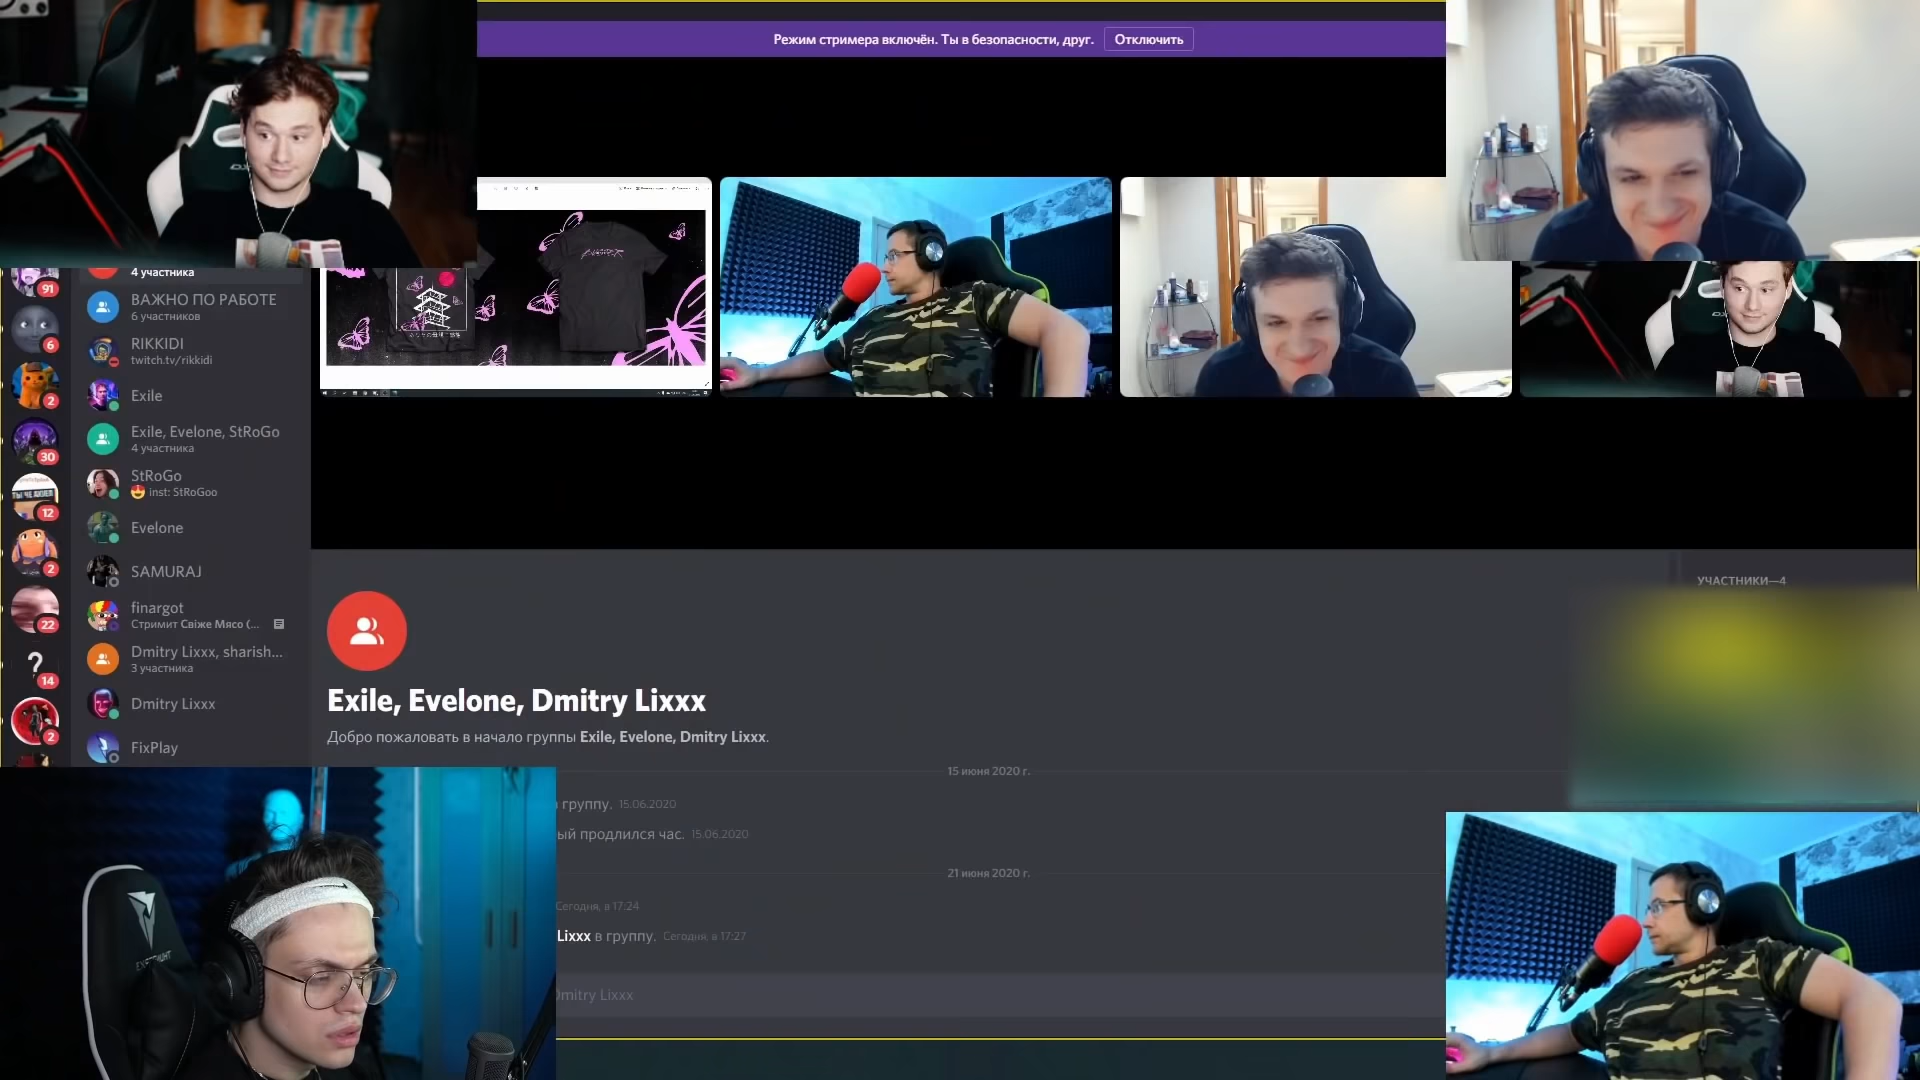 Режим стримера включён. Ты в безопасности, друг.
Отключить
4 участника
91
ВАЖНО ПО РАБОТЕ
6 участников
6
RIKKIDI
twitch.tv/rikkidi
2
Exile
30
Exile, Evelone, StRoGo
4 участника
12
StRoGo
inst: StRoGoo
Evelone
2
SAMURAJ
22
finargot
Стримит Свіже Мясо (...
14
Dmitry Lixxx, sharish...
3 участника
2
Dmitry Lixxx
FixPlay
УЧАСТНИКИ—4
Exile, Evelone, Dmitry Lixxx
Добро пожаловать в начало группы Exile, Evelone, Dmitry Lixxx.
15 июня 2020 г.
группу. 15.06.2020
ый продлился час. 15.06.2020
21 июня 2020 г.
Сегодня, в 17:24
Lixxx в группу. Сегодня, в 17:27
Dmitry Lixxx